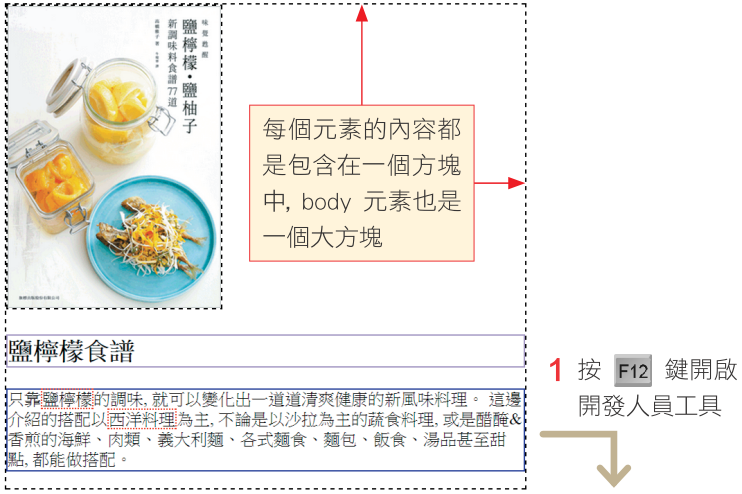 味覺甦醒
鹽檸檬・鹽柚子
新調味料食譜77道
每個元素的內容都
是包含在一個方塊
中, body 元素也是
一個大方塊
鹽檸檬食譜
只靠鹽檸檬的調味, 就可以變化出一道道清爽健康的新風味料理。 這邊
介紹的搭配以西洋料理為主, 不論是以沙拉為主的蔬食料理, 或是醋醃&
香煎的海鮮、肉類、義大利麵、各式麵食、麵包、飯食、湯品甚至甜
點, 都能做搭配。
1 按 F12 鍵開啟
開發人員工具